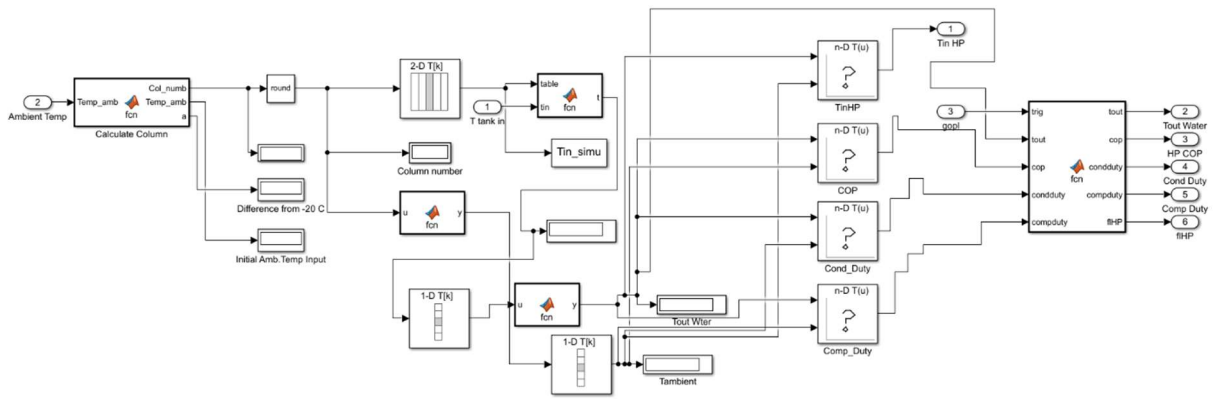 2
Ambient Temp
Temp_amb
Col_numb
Temp_amb
a
fcn
Calculate Column
round
Difference from -20 C
Initial Amb.Temp Input
2-D T[k]
Column number
u
y
fcn
1
T tank in
table
tin
t
fcn
Tin_simu
1-D T[k]
u
y
fcn
1-D T[k]
Tout Wter
Tambient
n-D T(u)
?
TinHP
n-D T(u)
?
COP
n-D T(u)
?
Cond_Duty
n-D T(u)
?
Comp_Duty
1
Tin HP
3
gopl
trig
tout
cop
condduty
compduty
fcn
tout
cop
condduty
compduty
flHP
2
Tout Water
3
HP COP
4
Cond Duty
5
Comp Duty
6
flHP